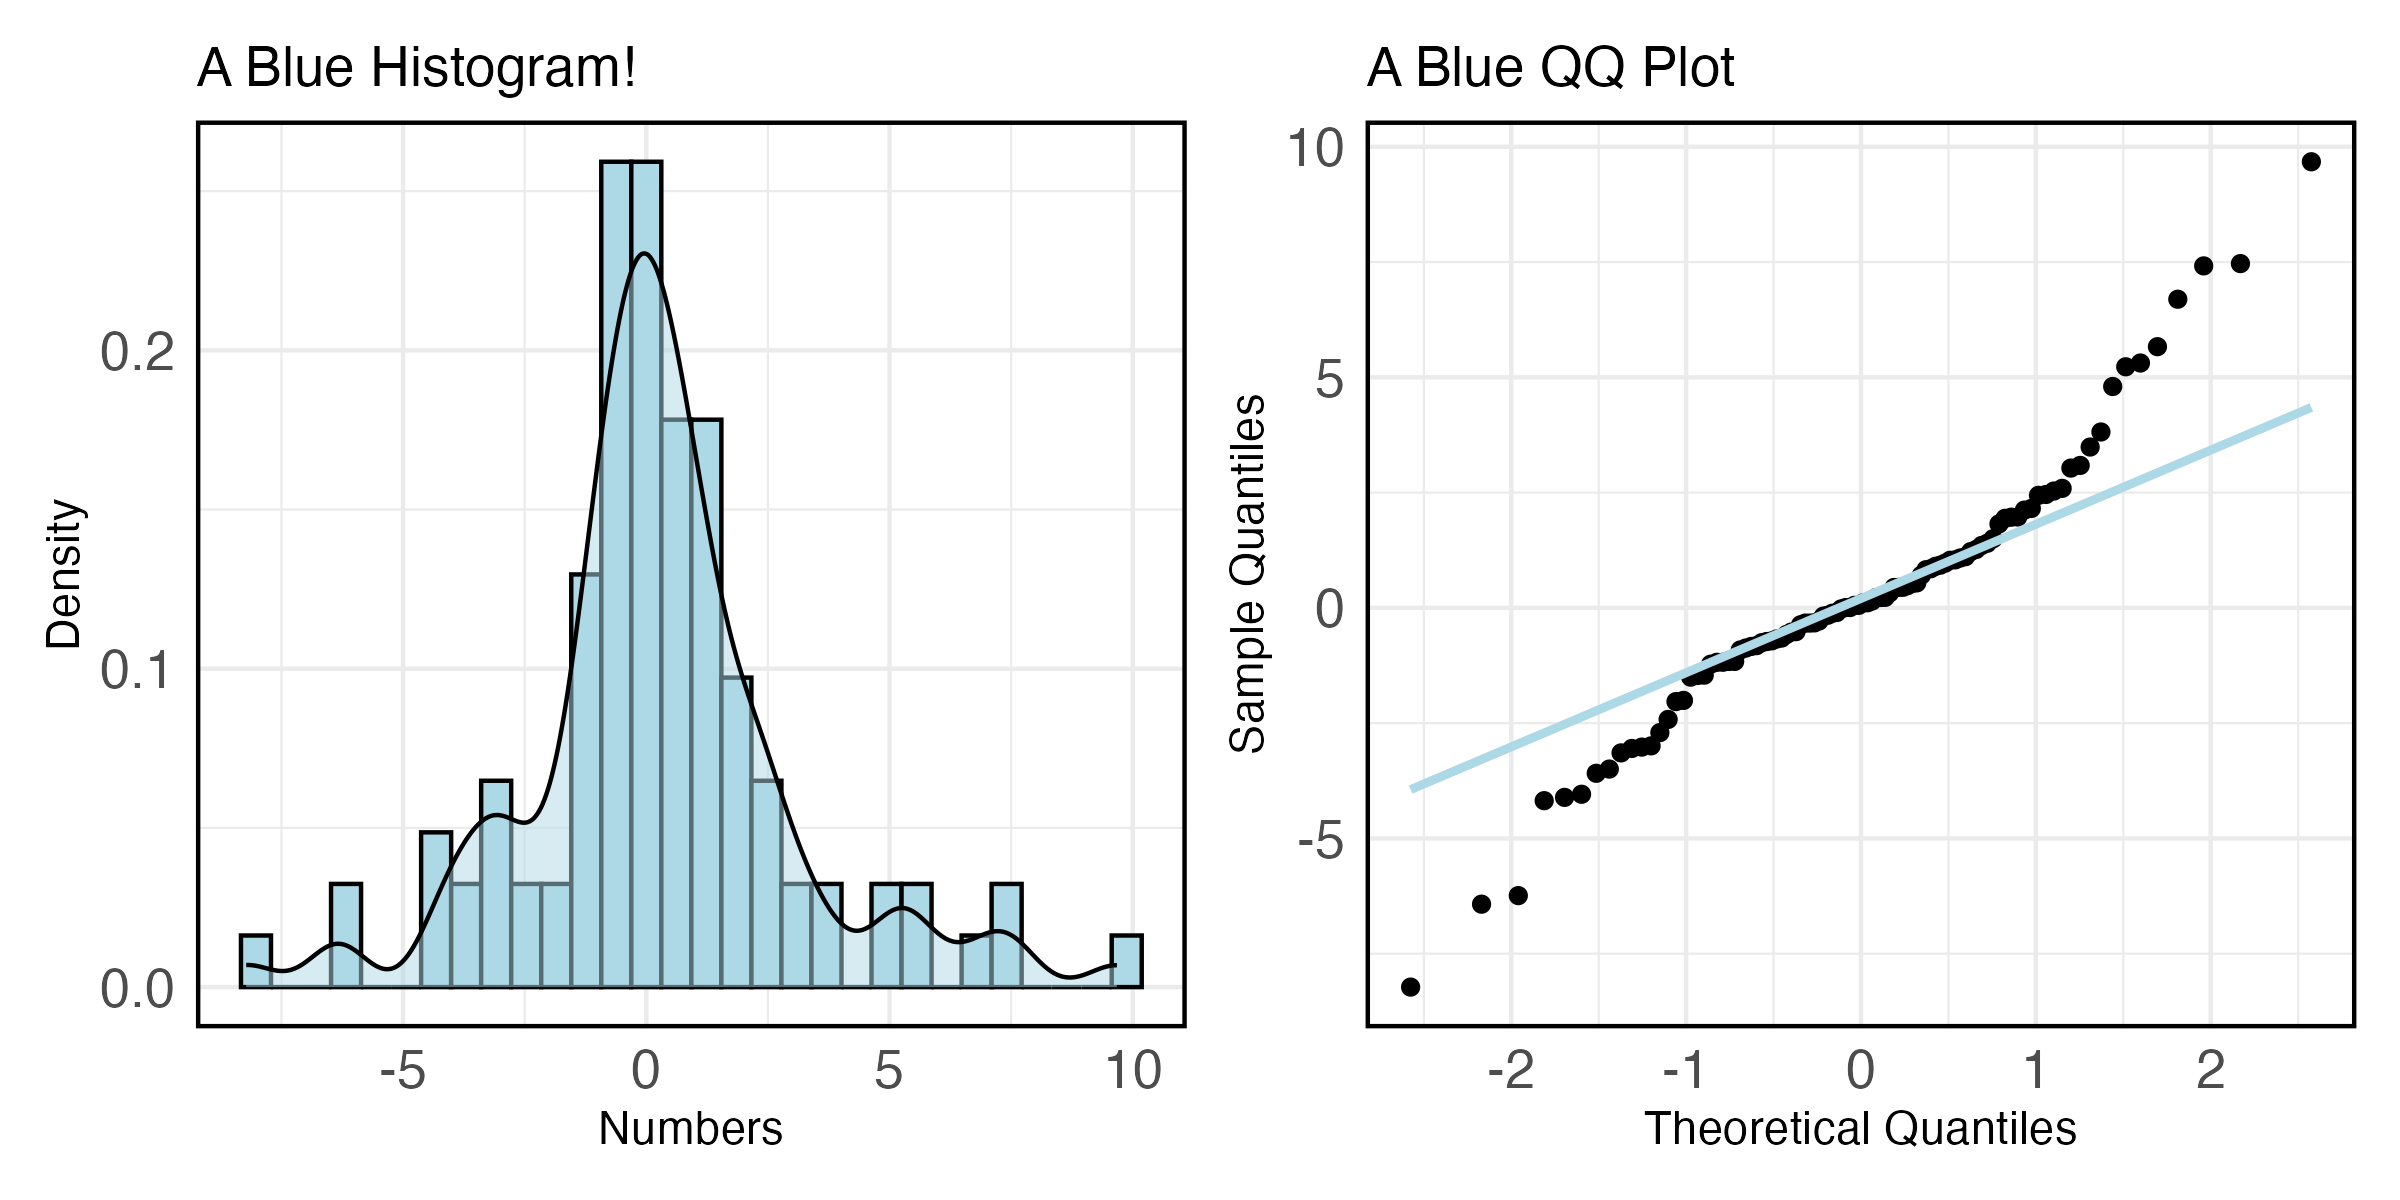 A Blue Histogram!
Density
0.2
0.1
0.0
-5 0 5 10
Numbers
A Blue QQ Plot
Sample Quantiles
10
5
0
-5
-2 -1 0 1 2
Theoretical Quantiles